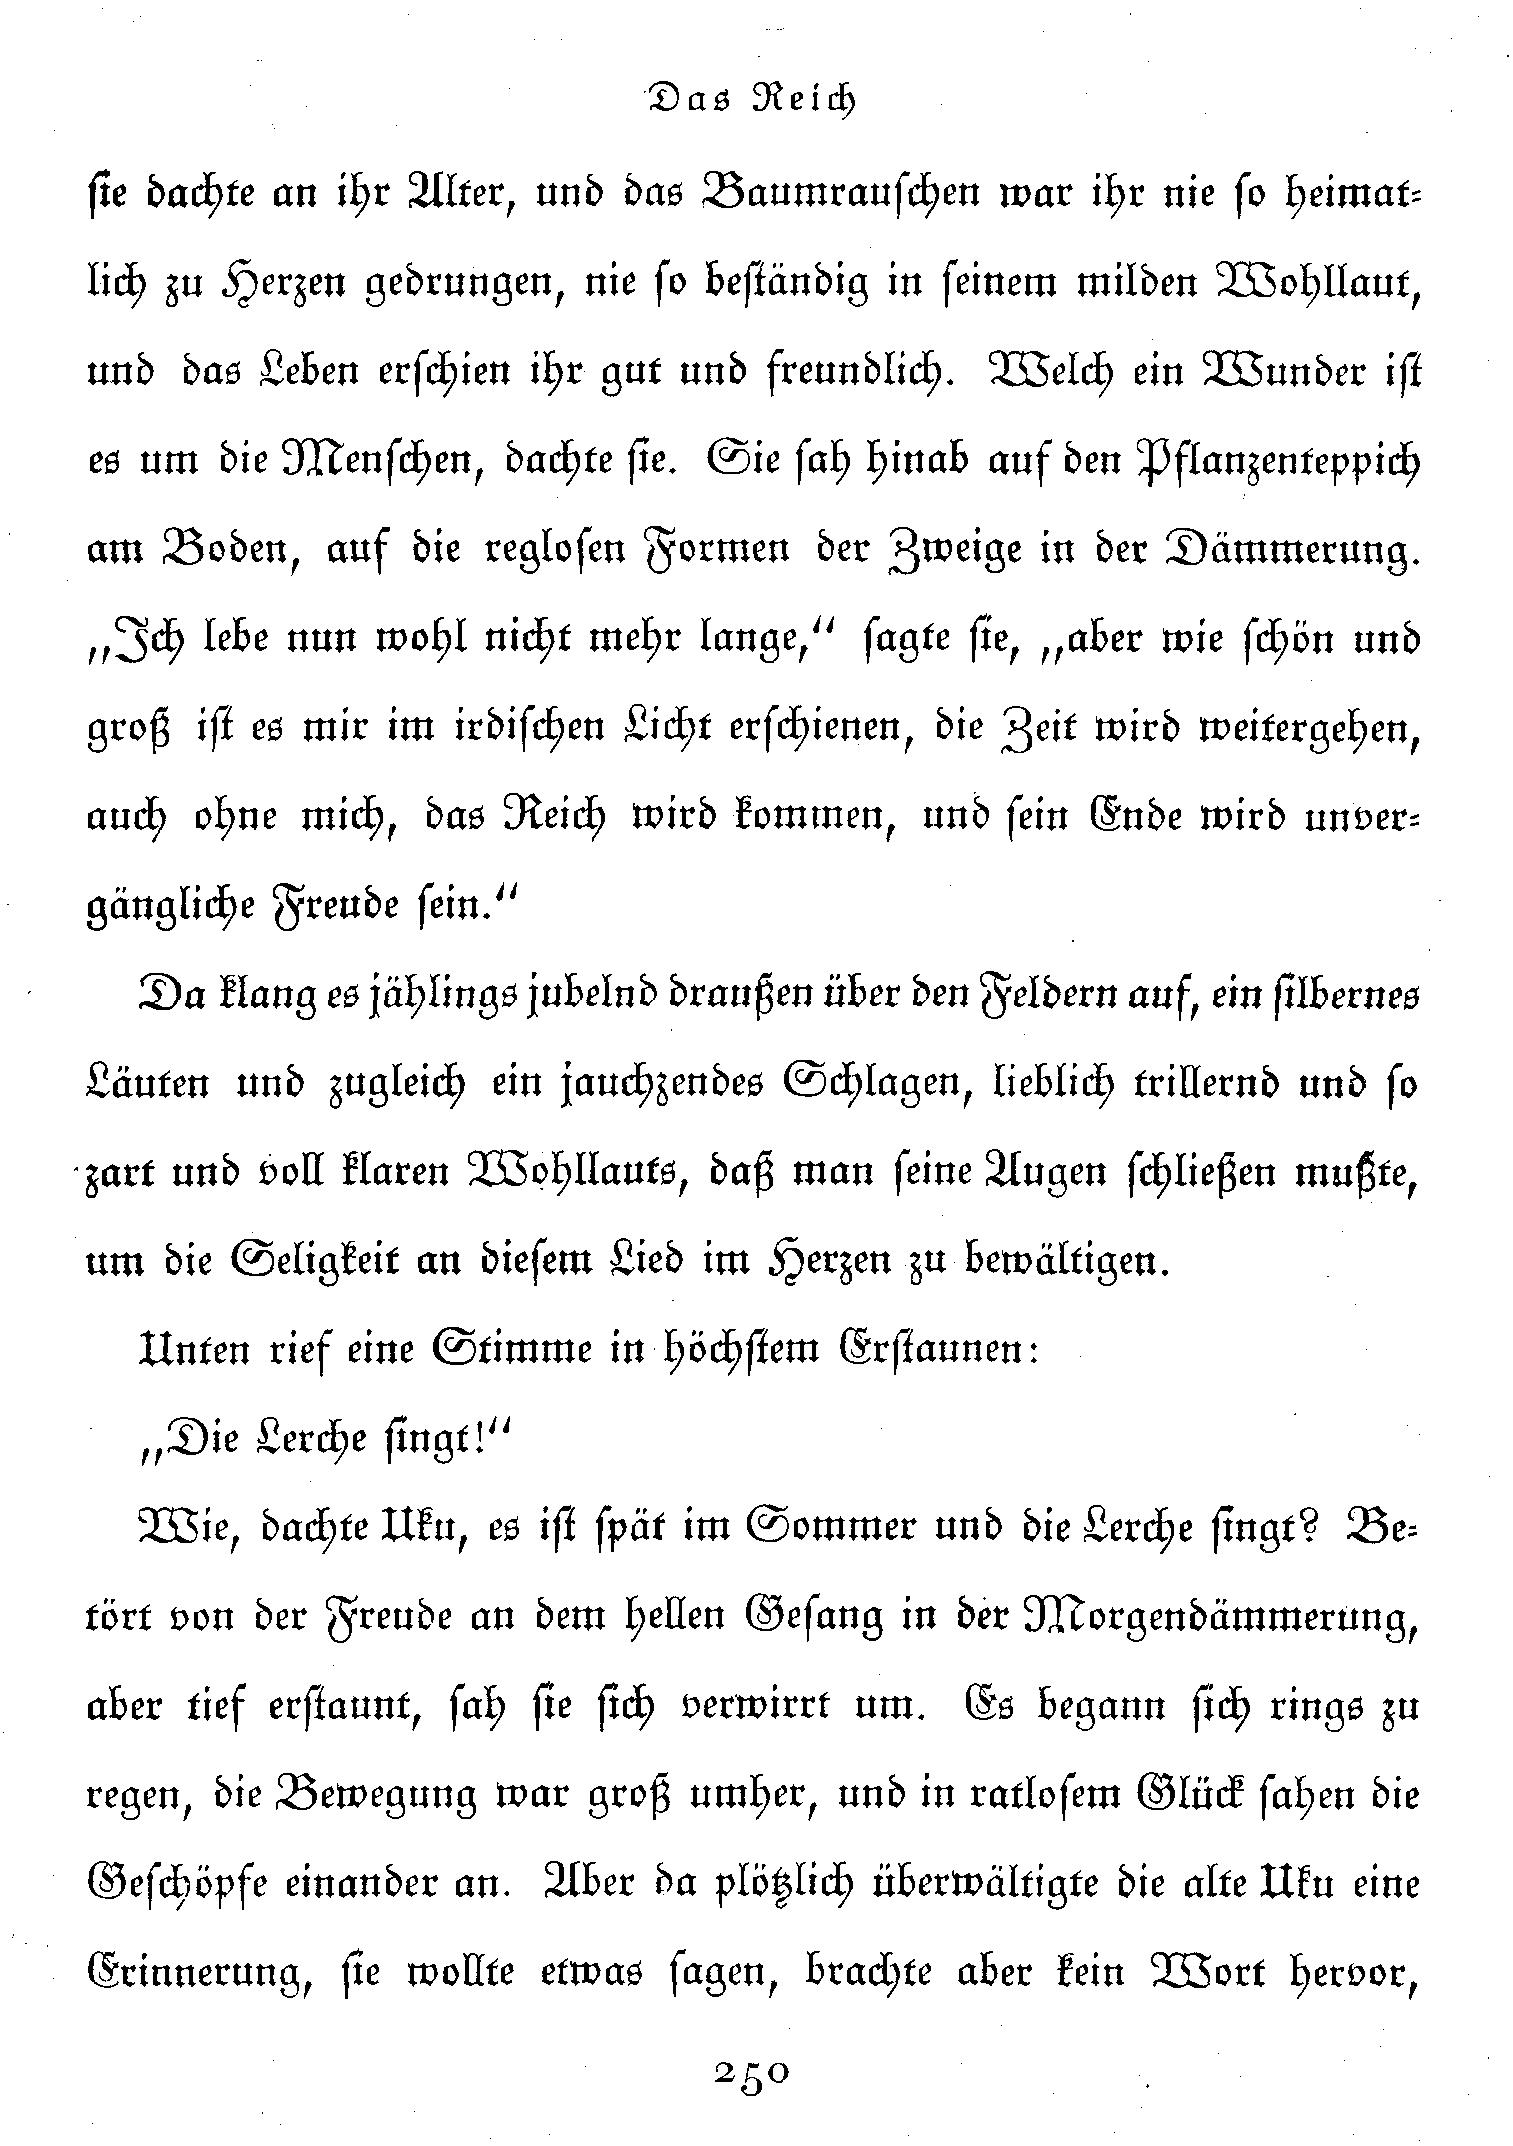 Das Reich
sie dachte an ihr Alter, und das Baumrauschen war ihr nie so heimat-
lich zu Herzen gedrungen, nie so beständig in seinem milden Wohllaut,
und das Leben erschien ihr gut und freundlich. Welch ein Wunder ist
es um die Menschen, dachte sie. Sie sah hinab auf den Pflanzenteppich
am Boden, auf die reglosen Formen der Zweige in der Dämmerung.
„Ich lebe nun wohl nicht mehr lange,“ sagte sie, „aber wie schön und
groß ist es mir im irdischen Licht erschienen, die Zeit wird weitergehen,
auch ohne mich, das Reich wird kommen, und sein Ende wird unver-
gängliche Freude sein.“
Da klang es jählings jubelnd draußen über den Feldern auf, ein silbernes
Läuten und zugleich ein jauchzendes Schlagen, lieblich trillernd und so
zart und voll klaren Wohllauts, daß man seine Augen schließen mußte,
um die Seligkeit an diesem Lied im Herzen zu bewältigen.
Unten rief eine Stimme in höchstem Erstaunen:
„Die Lerche singt!“
Wie, dachte Uku, es ist spät im Sommer und die Lerche singt? Be-
tört von der Freude an dem hellen Gesang in der Morgendämmerung,
aber tief erstaunt, sah sie sich verwirrt um. Es begann sich rings zu
regen, die Bewegung war groß umher, und in ratlosem Glück sahen die
Geschöpfe einander an. Aber da plötzlich überwältigte die alte Uku eine
Erinnerung, sie wollte etwas sagen, brachte aber kein Wort hervor,
250